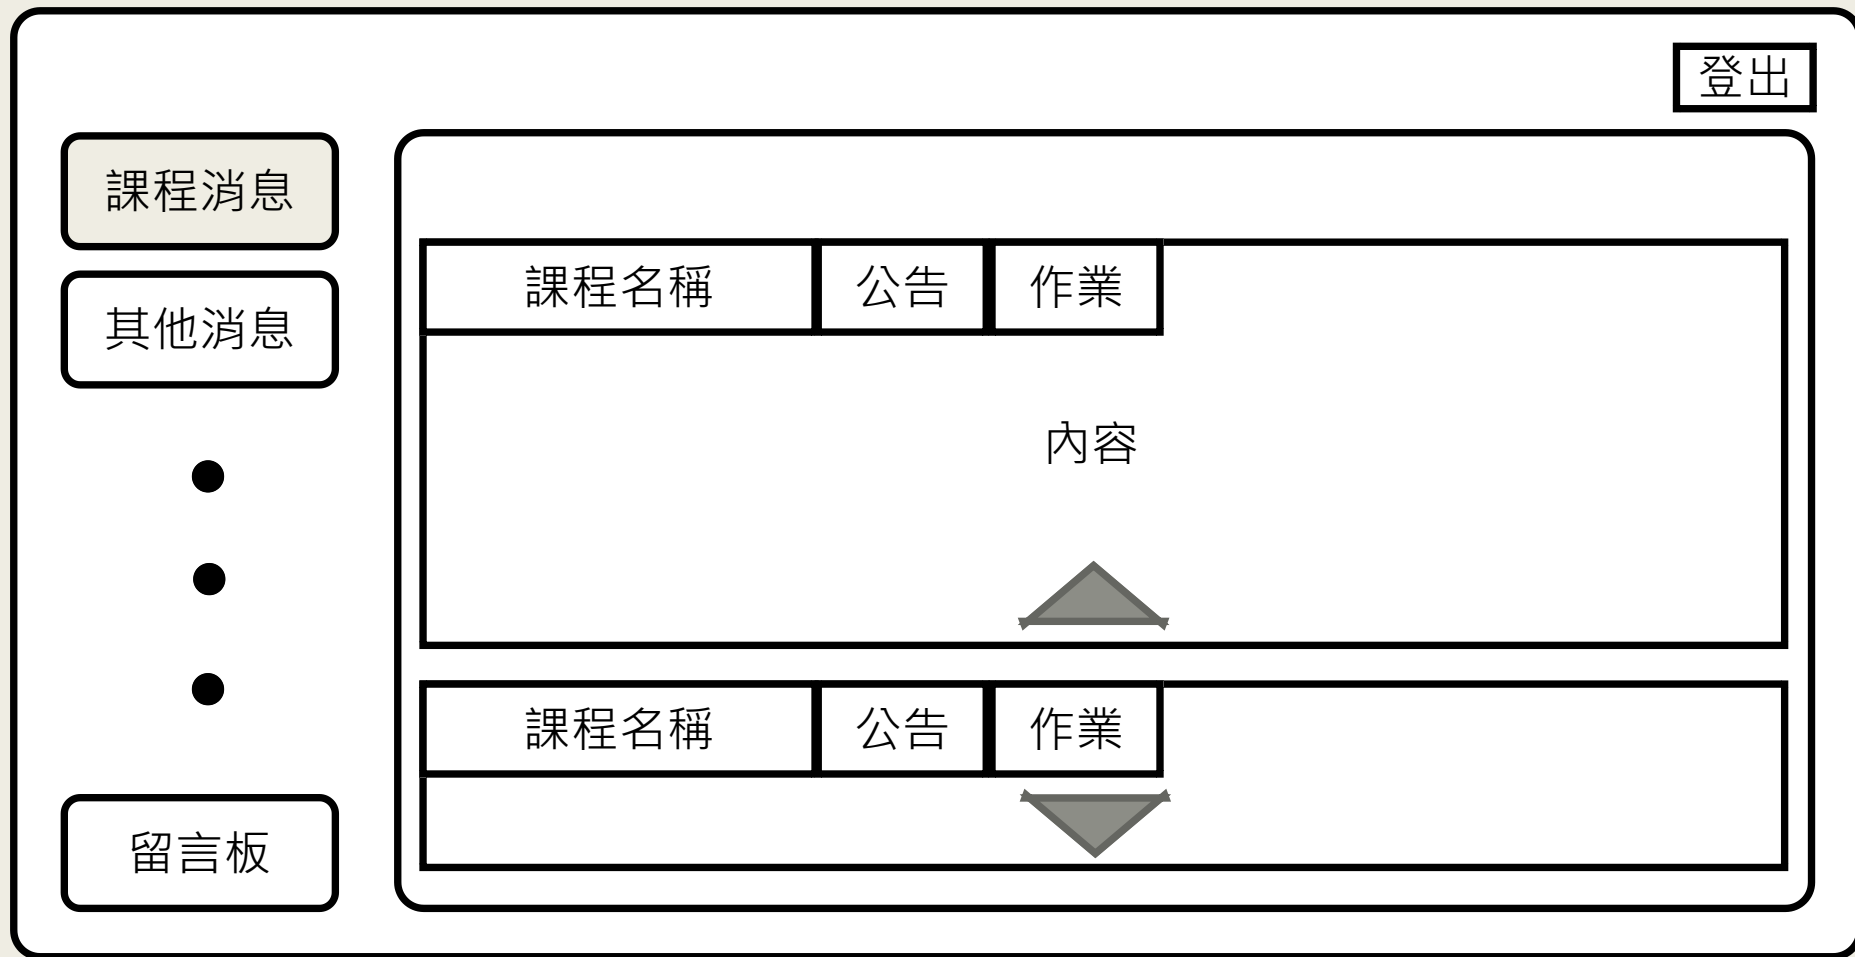 登出
課程消息
其他消息
留言板
課程名稱 公告 作業
內容
課程名稱 公告 作業